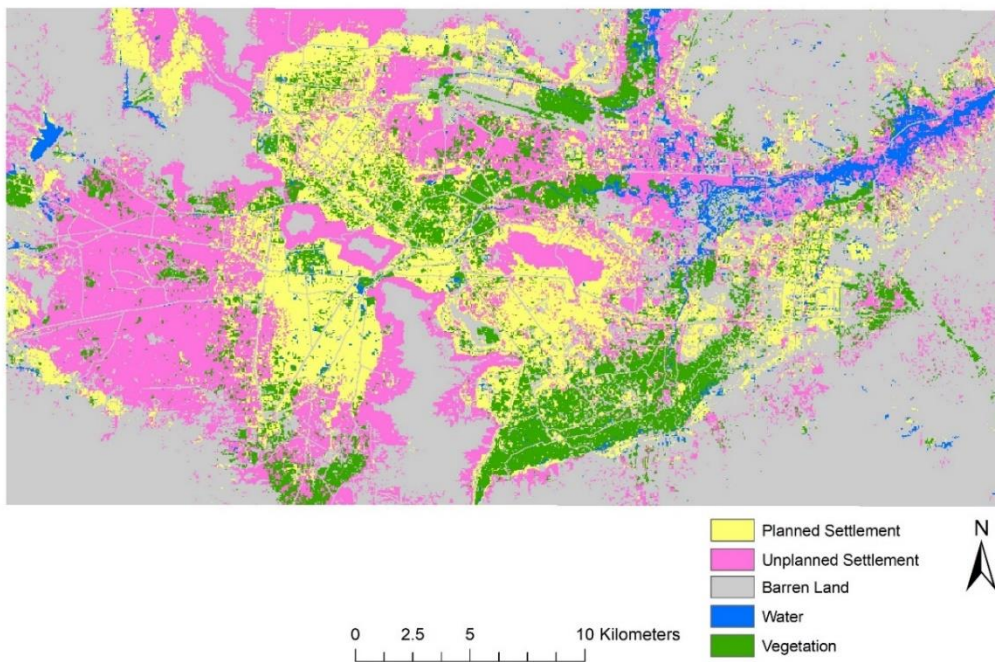 Planned Settlement
Unplanned Settlement
Barren Land
Water
Vegetation
N
0 2.5 5 10 Kilometers